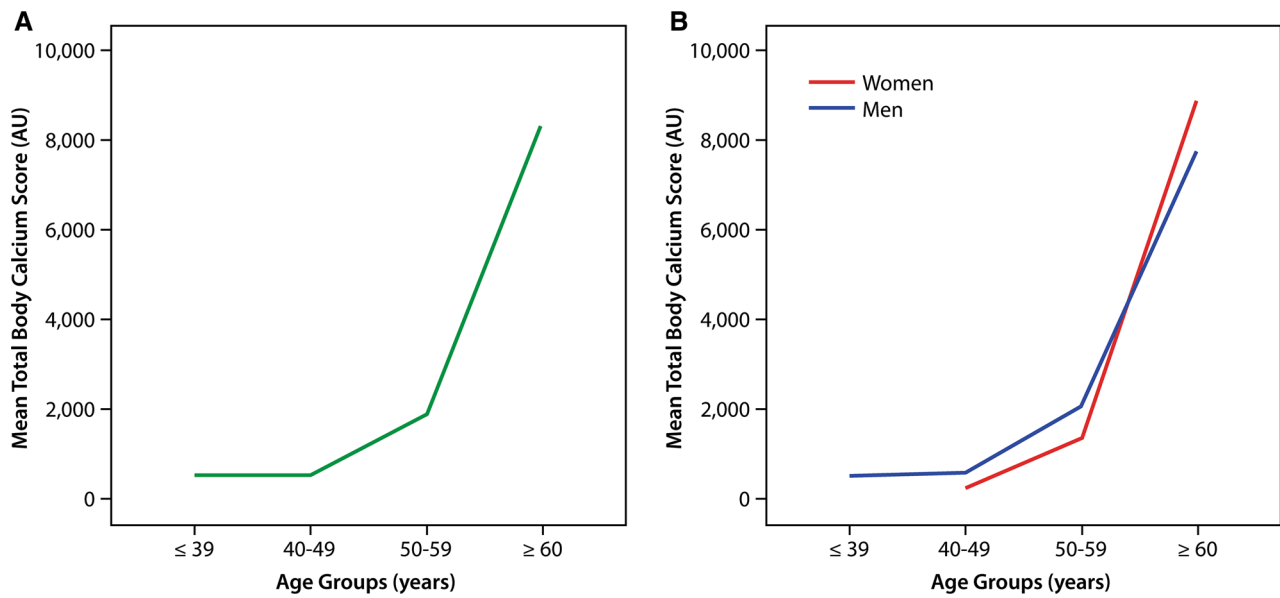 A
Mean Total Body Calcium Score (AU)
10,000
8,000
6,000
4,000
2,000
0
≤ 39
40-49
50-59
≥ 60
Age Groups (years)
B
Mean Total Body Calcium Score (AU)
10,000
8,000
6,000
4,000
2,000
0
Women
Men
≤ 39
40-49
50-59
≥ 60
Age Groups (years)